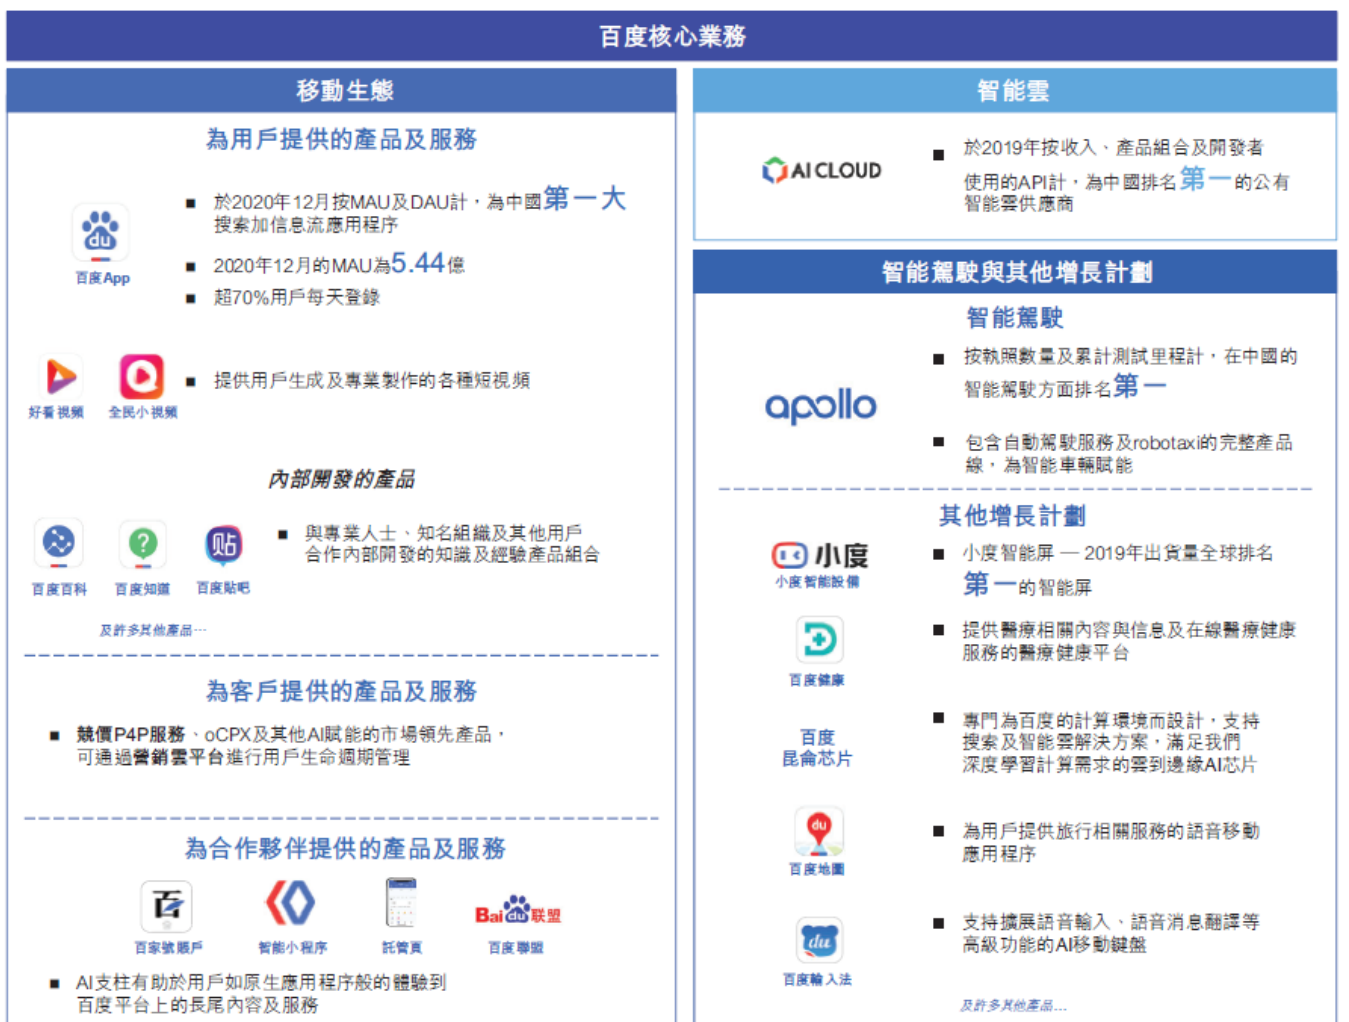 百度核心業務
移動生態
為用戶提供的產品及服務
du
百度App
■ 於2020年12月按MAU及DAU計，為中國第一大
搜索加信息流應用程序
■ 2020年12月的MAU為5.44億
■ 超70%用戶每天登錄
好看視頻
全民小視頻
■ 提供用戶生成及專業製作的各種短視頻
內部開發的產品
?
贴
百度百科
百度知道
百度貼吧
■ 與專業人士、知名組織及其他用戶
合作內部開發的知識及經驗產品組合
及許多其他產品…
為客戶提供的產品及服務
■ 競價P4P服務、oCPX及其他AI賦能的市場領先產品，
可通過營銷雲平台進行用戶生命週期管理
為合作夥伴提供的產品及服務
百
Bai du 联盟
百家號賬戶
智能小程序
託管頁
百度聯盟
■ AI支柱有助於用戶如原生應用程序般的體驗到
百度平台上的長尾內容及服務
智能雲
AI CLOUD
■ 於2019年按收入、產品組合及開發者
使用的API計，為中國排名第一的公有
智能雲供應商
智能駕駛與其他增長計劃
智能駕駛
apollo
■ 按執照數量及累計測試里程計，在中國的
智能駕駛方面排名第一
■ 包含自動駕駛服務及robotaxi的完整產品
線，為智能車輛賦能
其他增長計劃
小度
小度智能設備
■ 小度智能屏 — 2019年出貨量全球排名
第一的智能屏
百度健康
■ 提供醫療相關內容與信息及在線醫療健康
服務的醫療健康平台
百度
昆侖芯片
■ 專門為百度的計算環境而設計，支持
搜索及智能雲解決方案，滿足我們
深度學習計算需求的雲到邊緣AI芯片
du
百度地圖
■ 為用戶提供旅行相關服務的語音移動
應用程序
du
百度輸入法
■ 支持擴展語音輸入、語音消息翻譯等
高級功能的AI移動鍵盤
及許多其他產品…